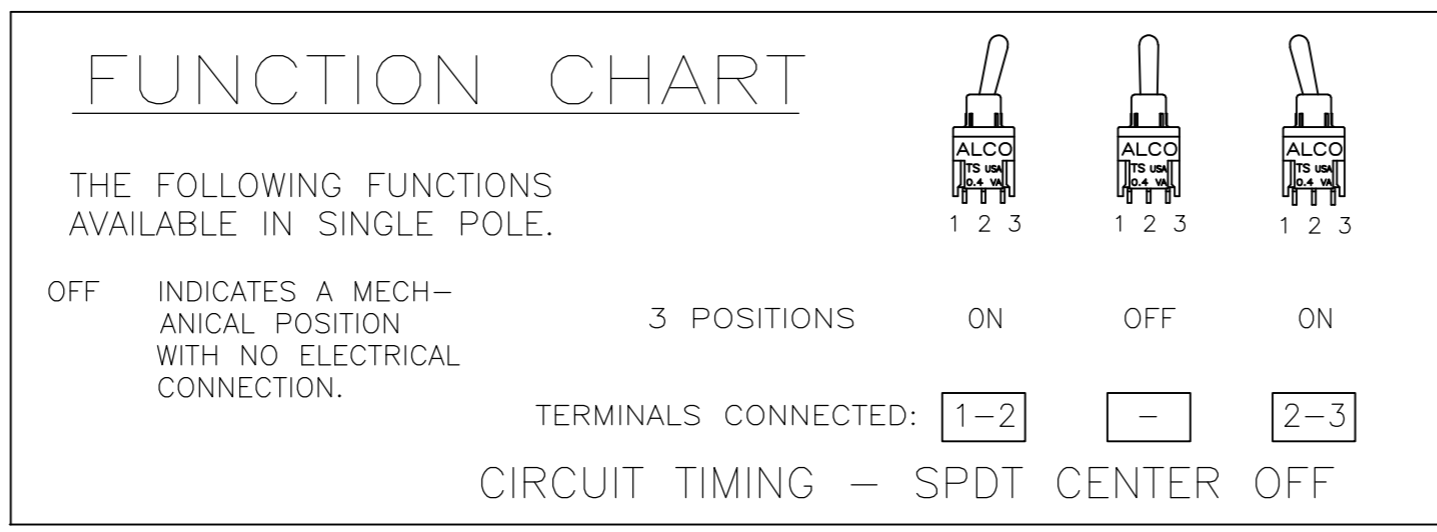 FUNCTION CHART
ALCO
TS USA
0.4 VA
1 2 3
ALCO
TS USA
0.4 VA
1 2 3
ALCO
TS USA
0.4 VA
1 2 3
THE FOLLOWING FUNCTIONS
AVAILABLE IN SINGLE POLE.
OFF INDICATES A MECH-
ANICAL POSITION
WITH NO ELECTRICAL
CONNECTION.
3 POSITIONS ON OFF ON
TERMINALS CONNECTED: 1-2 - 2-3
CIRCUIT TIMING - SPDT CENTER OFF